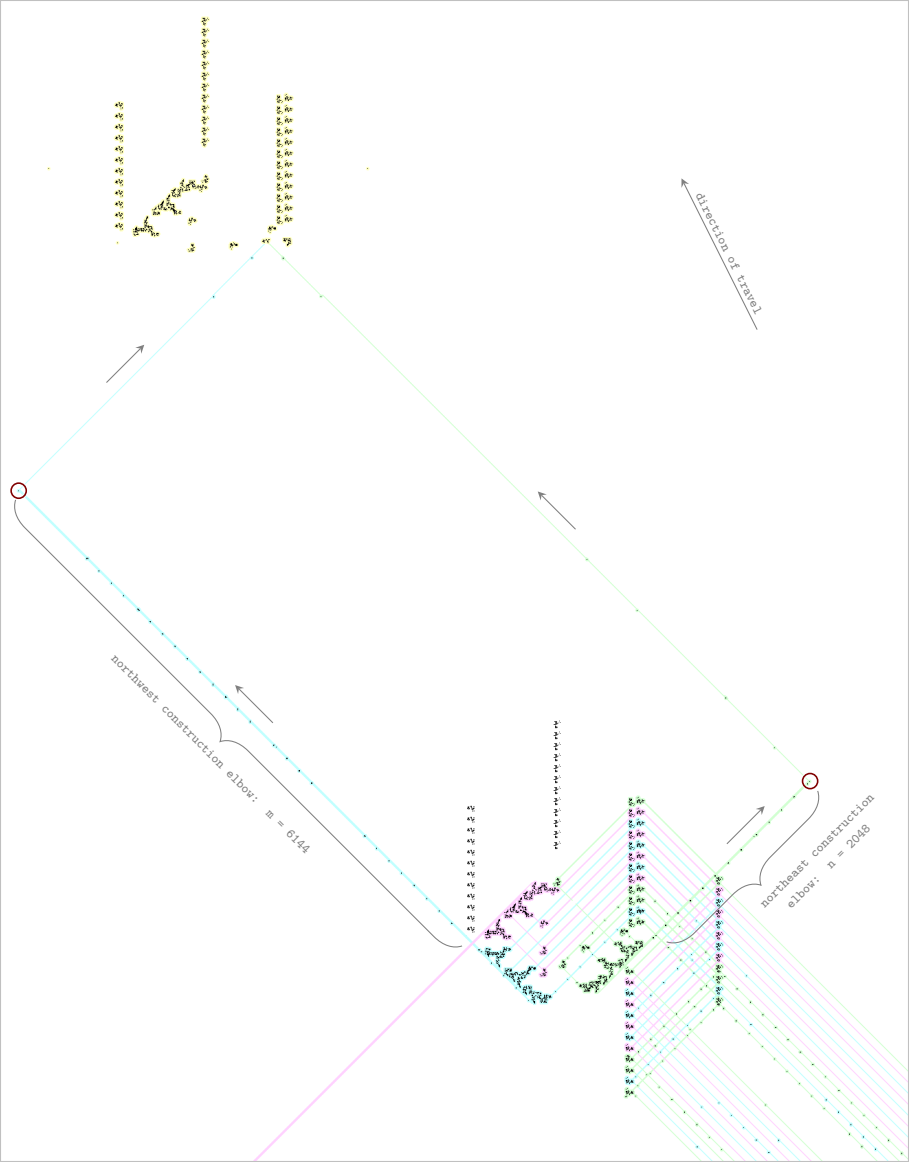 direction of travel
northwest construction elbow: m = 6144
northeast construction
elbow: n = 2048